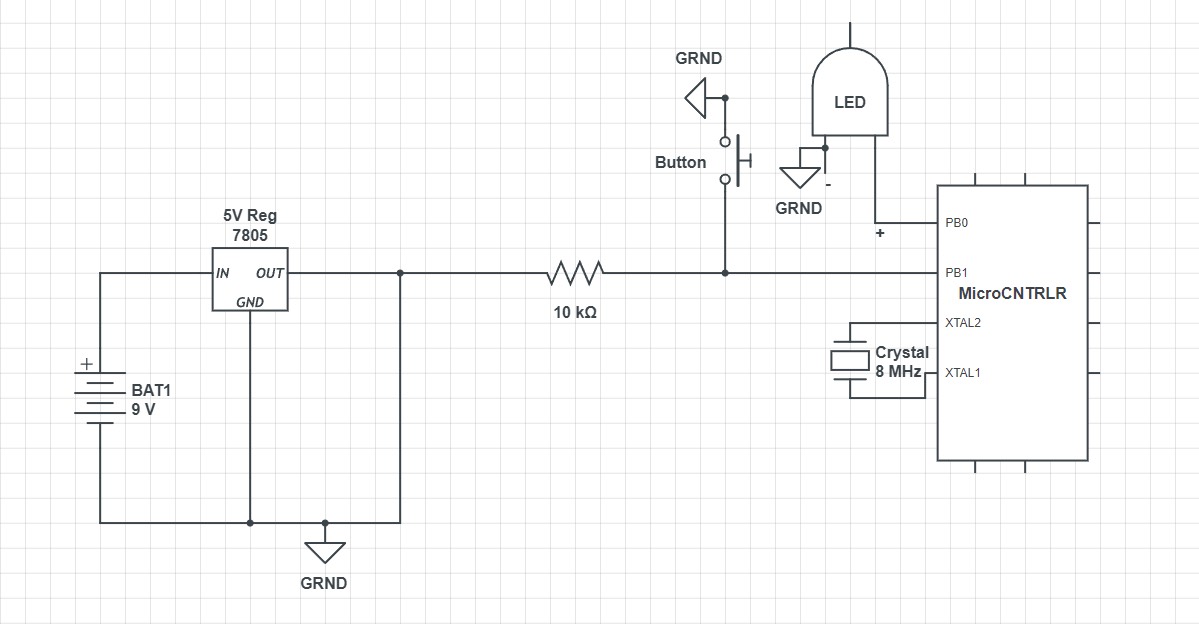 GRND
LED
Button
-
GRND
+
5V Reg
7805
IN
OUT
GND
10 kΩ
PB0
PB1
MicroCNTRLR
XTAL2
XTAL1
Crystal
8 MHz
+
BAT1
9 V
GRND